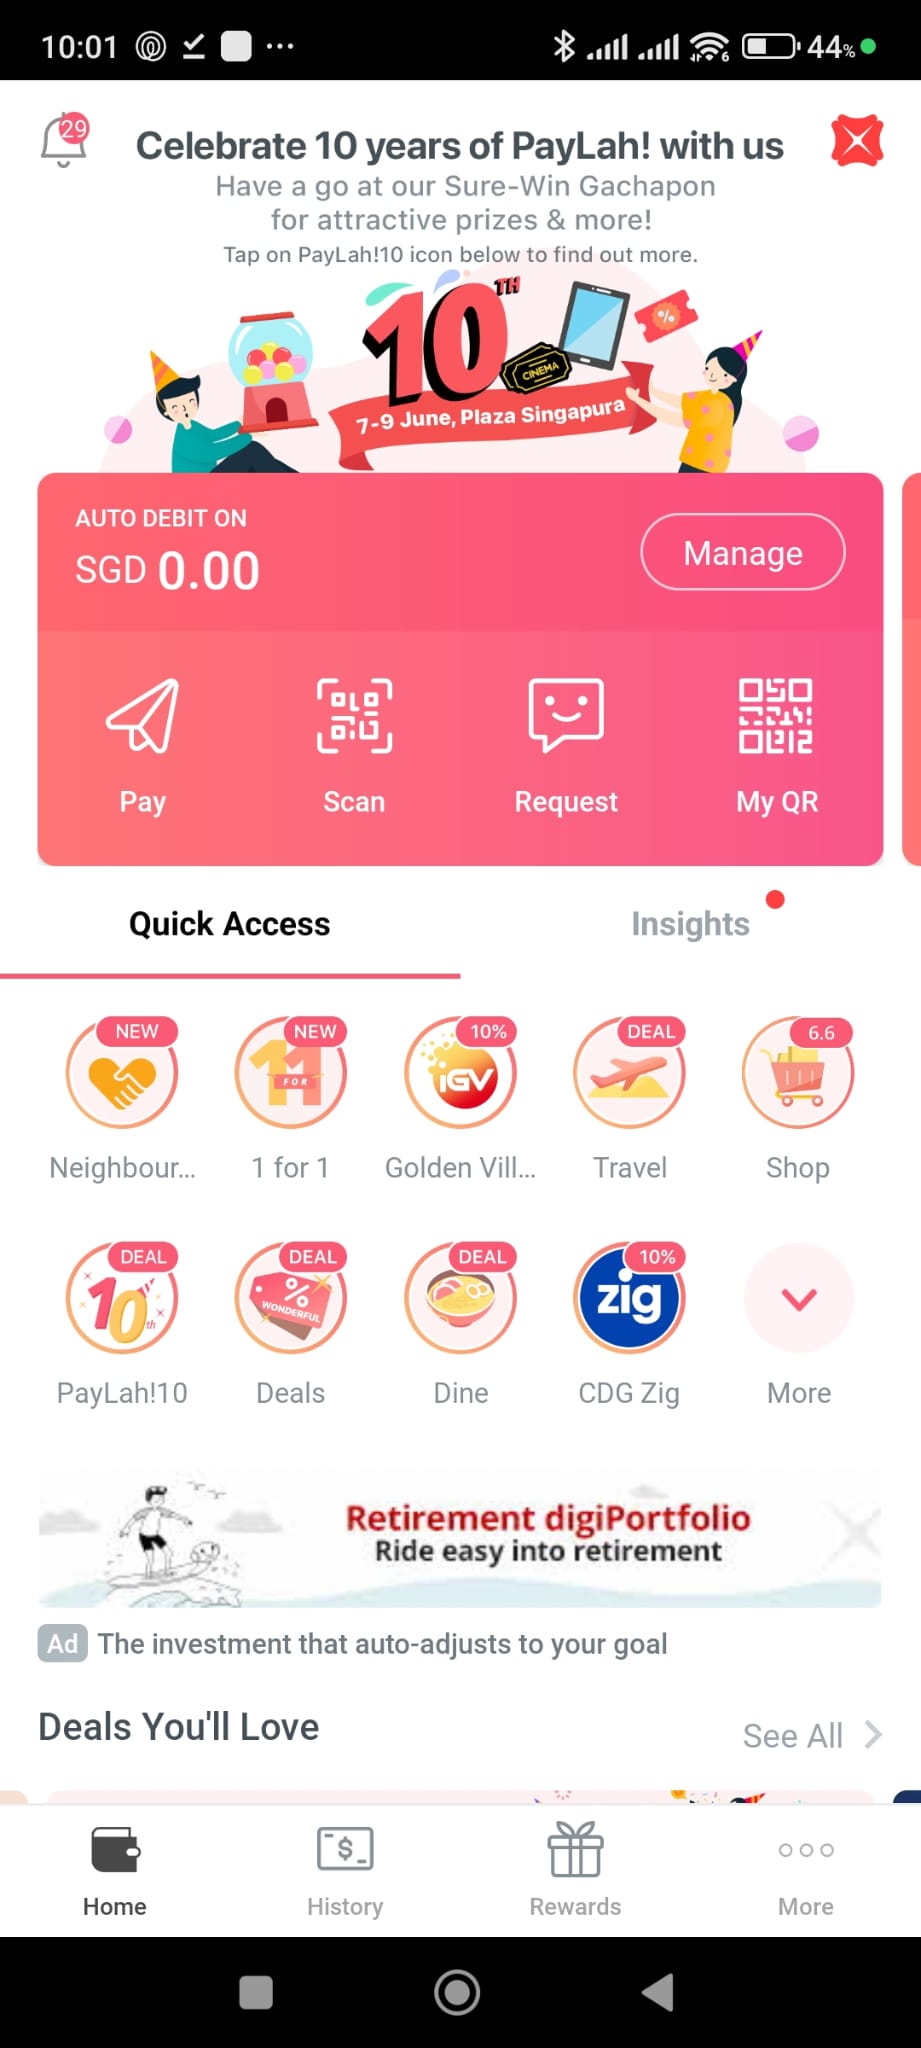 10:01
44%
29
Celebrate 10 years of PayLah! with us
Have a go at our Sure-Win Gachapon
for attractive prizes & more!
Tap on PayLah!10 icon below to find out more.
10TH
CINEMA
%
7-9 June, Plaza Singapura
AUTO DEBIT ON
SGD 0.00
Manage
Pay
Scan
Request
My QR
Quick Access
Insights
NEW
NEW
10%
DEAL
6.6
11
FOR
iGV
Neighbour...
1 for 1
Golden Vill...
Travel
Shop
DEAL
DEAL
DEAL
10%
10th
%
WONDERFUL
zig
PayLah!10
Deals
Dine
CDG Zig
More
Retirement digiPortfolio
Ride easy into retirement
Ad The investment that auto-adjusts to your goal
Deals You'll Love
See All
$
Home
History
Rewards
More